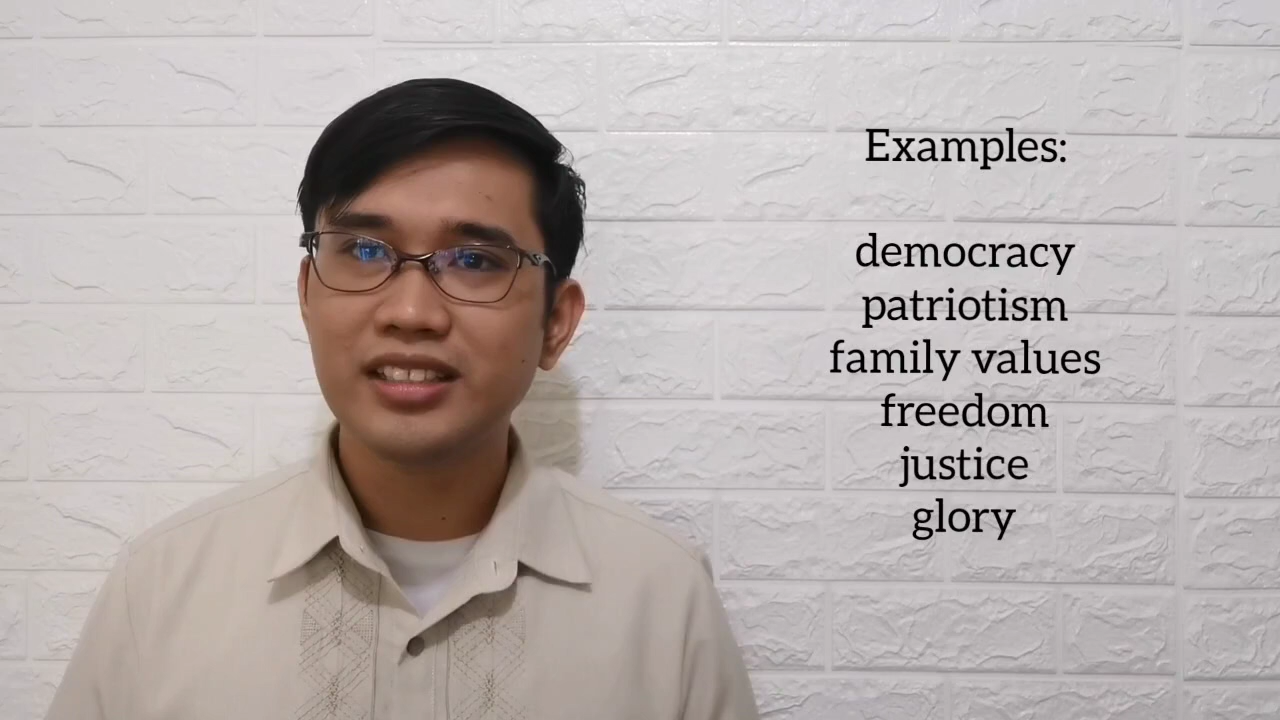 Examples:
democracy
patriotism
family values
freedom
justice
glory